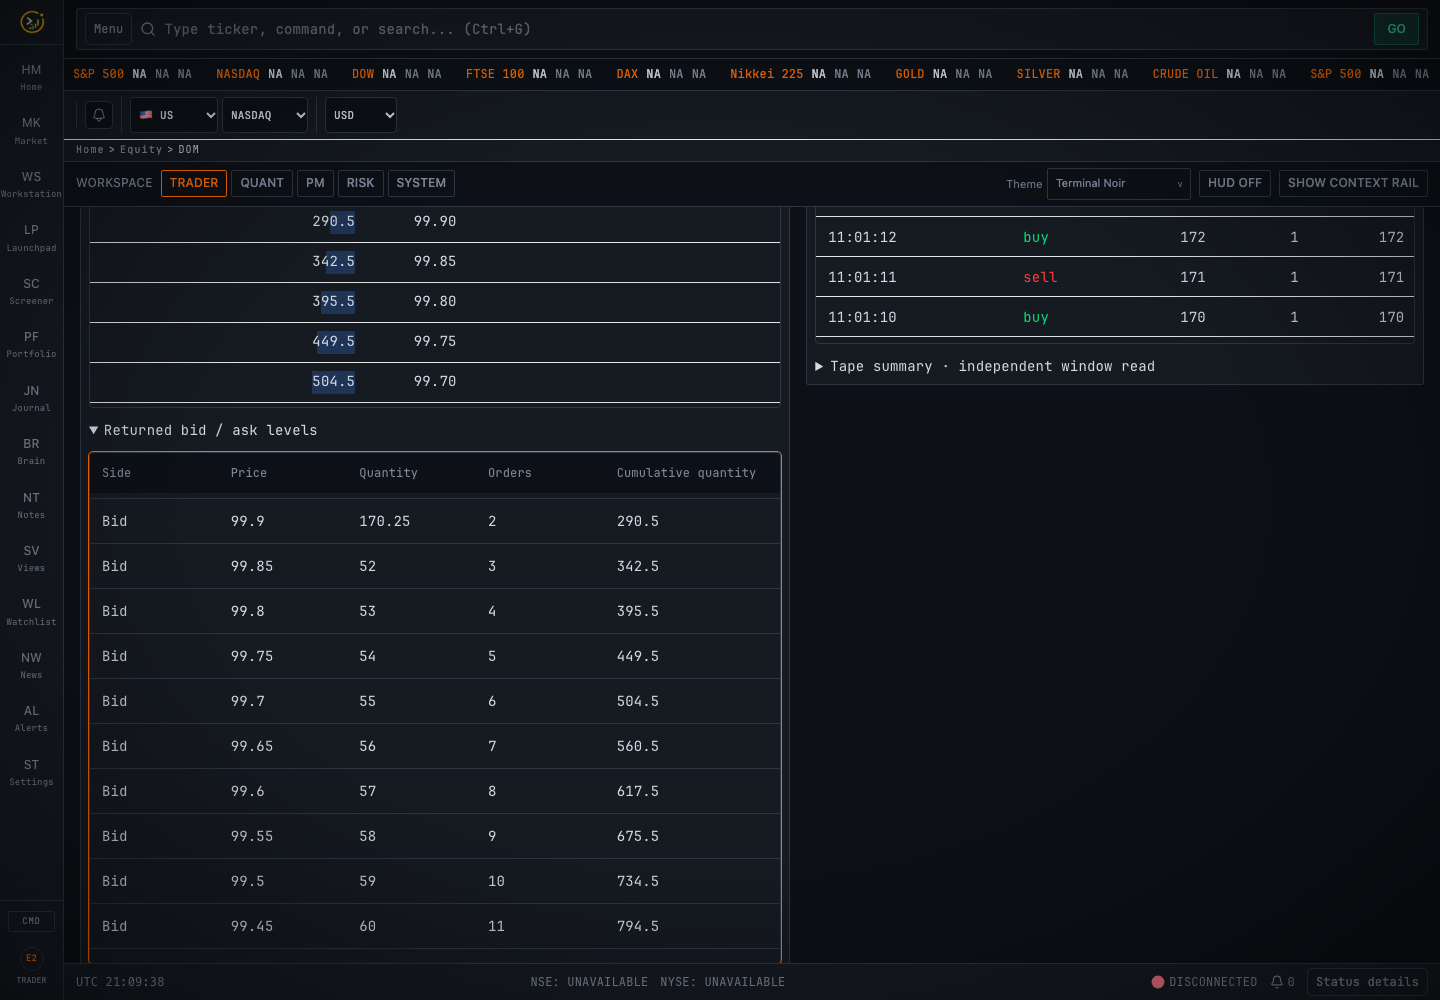 Menu Type ticker, command, or search... (Ctrl+G) GO
S&P 500 NA NA NA NASDAQ NA NA NA DOW NA NA NA FTSE 100 NA NA NA DAX NA NA NA Nikkei 225 NA NA NA GOLD NA NA NA SILVER NA NA NA CRUDE OIL NA NA NA S&P 500 NA NA NA
🇺🇸 US NASDAQ USD
Home > Equity > DOM
WORKSPACE TRADER QUANT PM RISK SYSTEM Theme Terminal Noir HUD OFF SHOW CONTEXT RAIL
HM
Home
MK
Market
WS
Workstation
LP
Launchpad
SC
Screener
PF
Portfolio
JN
Journal
BR
Brain
NT
Notes
SV
Views
WL
Watchlist
NW
News
AL
Alerts
ST
Settings
CMD
E2
TRADER
290.5 99.90
342.5 99.85
395.5 99.80
449.5 99.75
504.5 99.70
▼ Returned bid / ask levels
Side Price Quantity Orders Cumulative quantity
Bid 99.9 170.25 2 290.5
Bid 99.85 52 3 342.5
Bid 99.8 53 4 395.5
Bid 99.75 54 5 449.5
Bid 99.7 55 6 504.5
Bid 99.65 56 7 560.5
Bid 99.6 57 8 617.5
Bid 99.55 58 9 675.5
Bid 99.5 59 10 734.5
Bid 99.45 60 11 794.5
11:01:12 buy 172 1 172
11:01:11 sell 171 1 171
11:01:10 buy 170 1 170
▶ Tape summary · independent window read
UTC 21:09:38 NSE: UNAVAILABLE NYSE: UNAVAILABLE DISCONNECTED 0 Status details